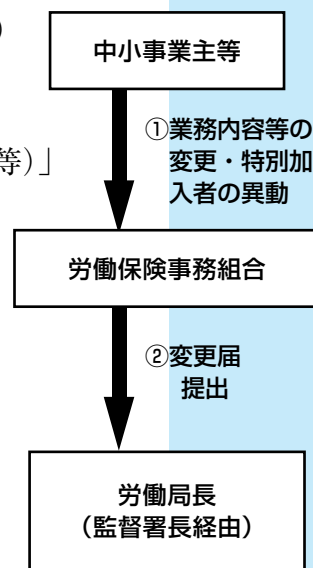 )
中小事業主等
①業務内容等の
変更・特別加
入者の異動
等)」
労働保険事務組合
②変更届
提出
労働局長
（監督署長経由）